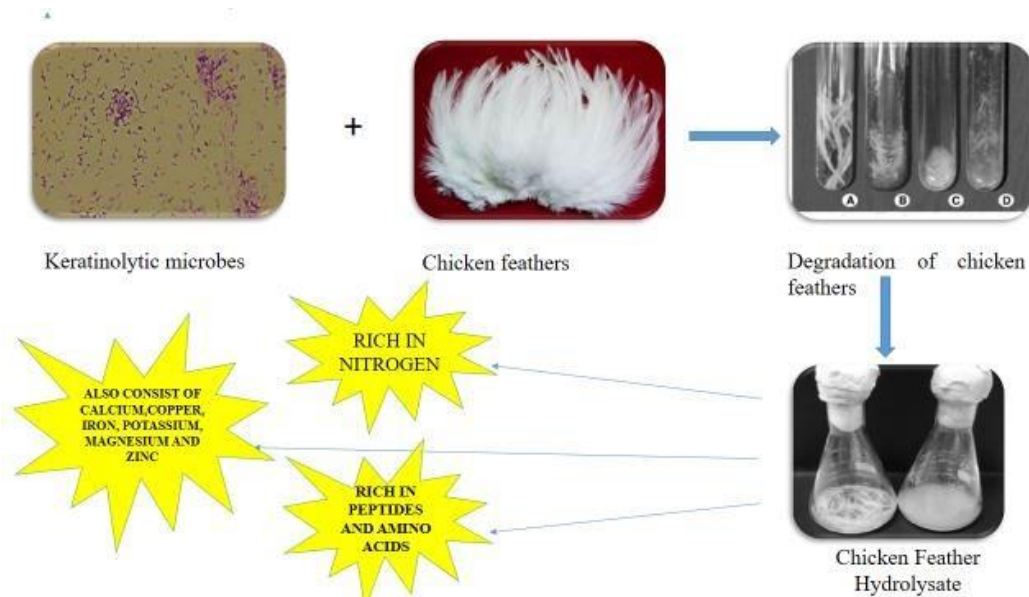 +
A
B
C
D
Keratinolytic microbes
Chicken feathers
Degradation of chicken
feathers
RICH IN
NITROGEN
ALSO CONSIST OF
CALCIUM,COPPER,
IRON, POTASSIUM,
MAGNESIUM AND
ZINC
RICH IN
PEPTIDES
AND AMINO
ACIDS
Chicken Feather
Hydrolysate